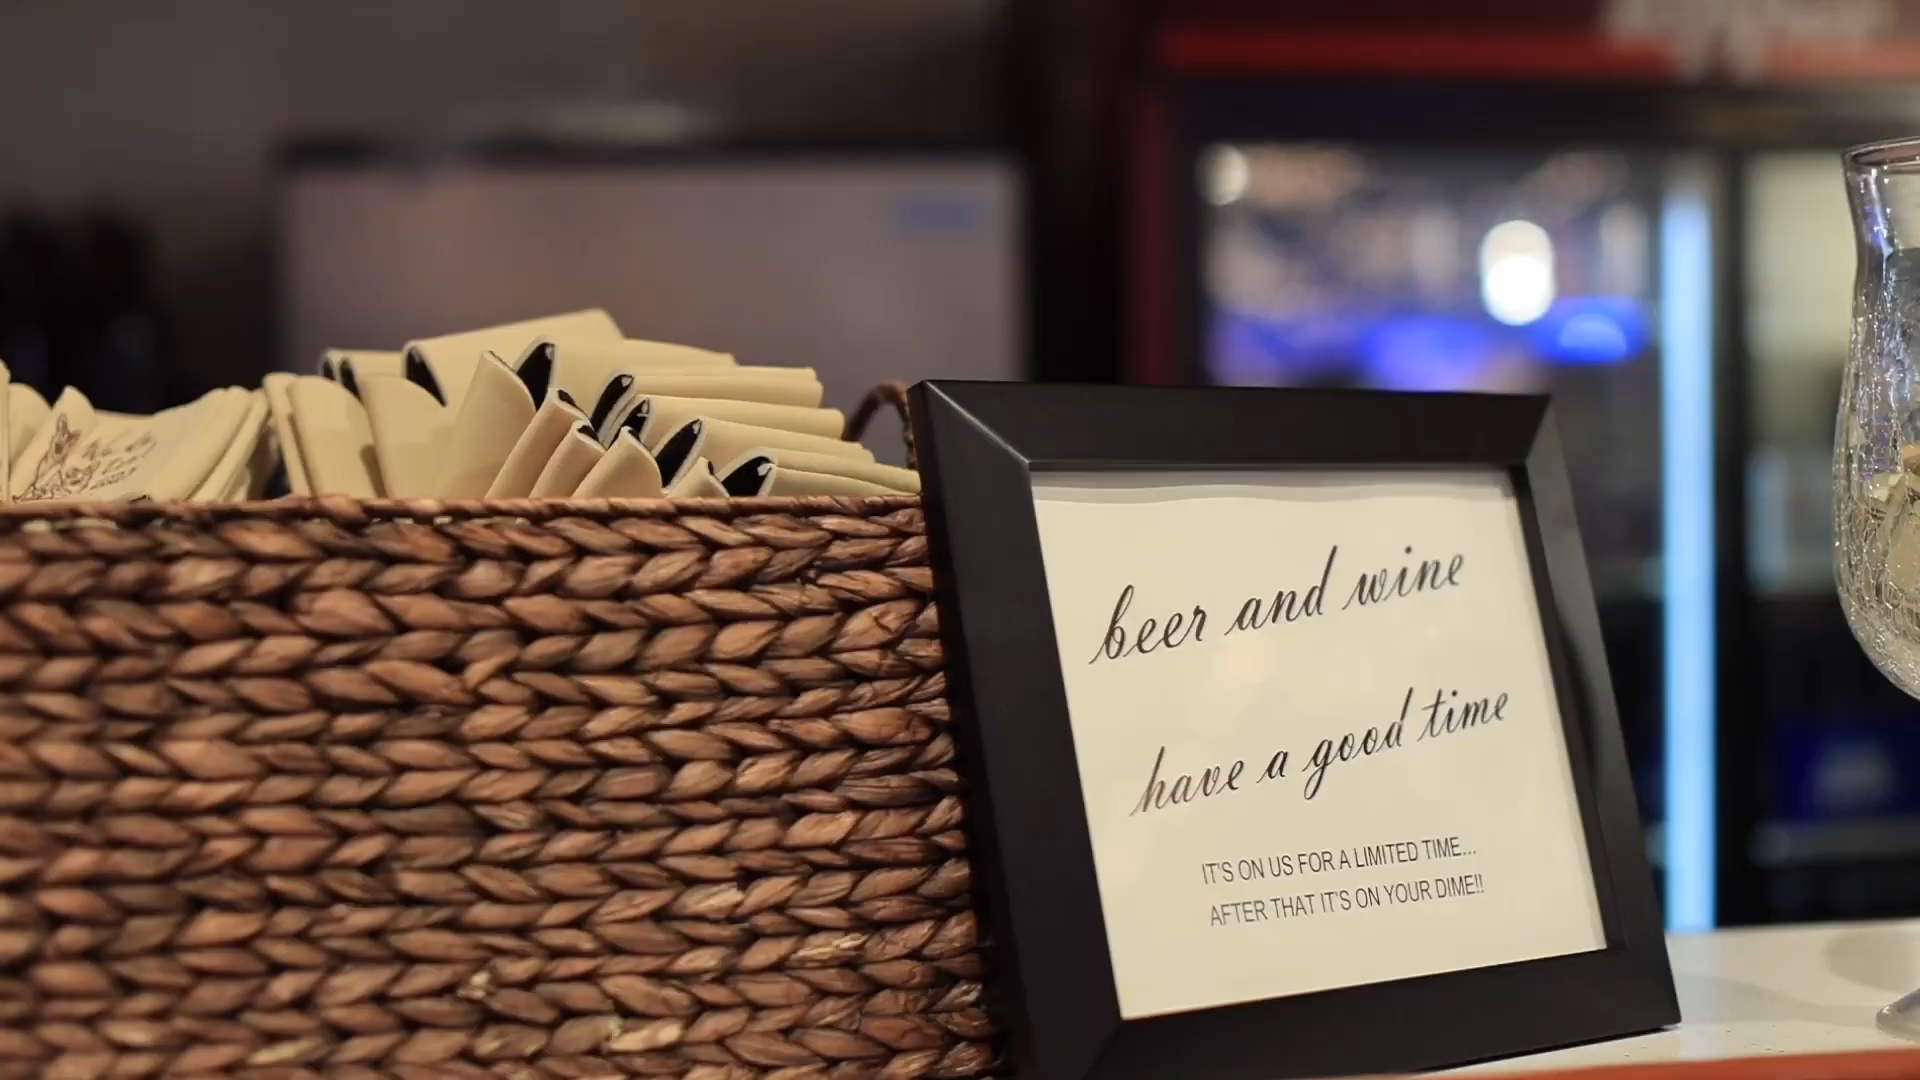 beer and wine
have a good time
IT'S ON US FOR A LIMITED TIME...
AFTER THAT IT'S ON YOUR DIME!!